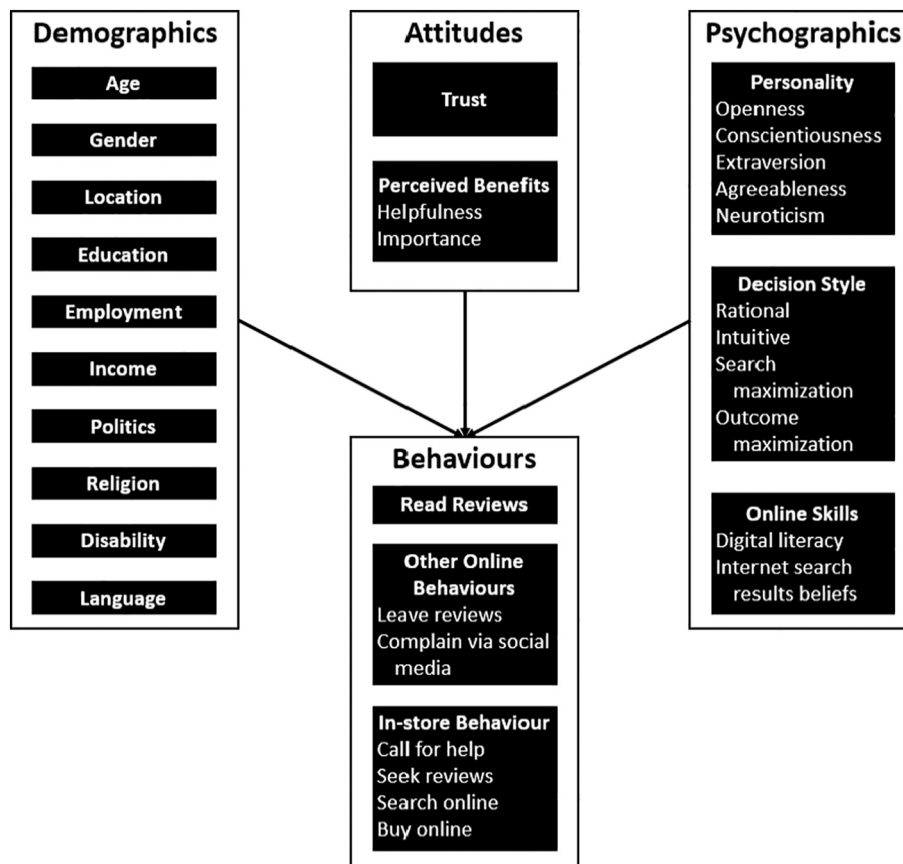 Demographics
Age
Gender
Location
Education
Employment
Income
Politics
Religion
Disability
Language
Attitudes
Trust
Perceived Benefits
Helpfulness
Importance
Psychographics
Personality
Openness
Conscientiousness
Extraversion
Agreeableness
Neuroticism
Decision Style
Rational
Intuitive
Search
maximization
Outcome
maximization
Online Skills
Digital literacy
Internet search
results beliefs
Behaviours
Read Reviews
Other Online
Behaviours
Leave reviews
Complain via social
media
In-store Behaviour
Call for help
Seek reviews
Search online
Buy online